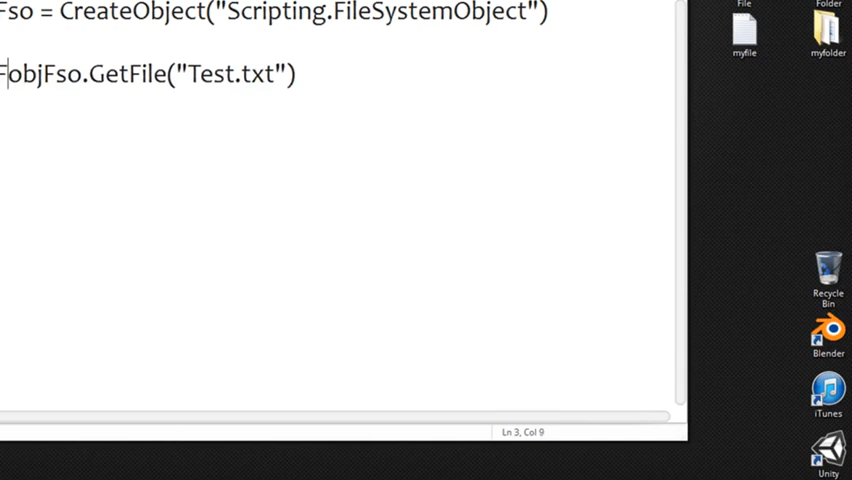 Fso = CreateObject("Scripting.FileSystemObject")
FobjFso.GetFile("Test.txt")
Ln 3, Col 9
File
Folder
myfile
myfolder
Recycle
Bin
Blender
iTunes
Unity